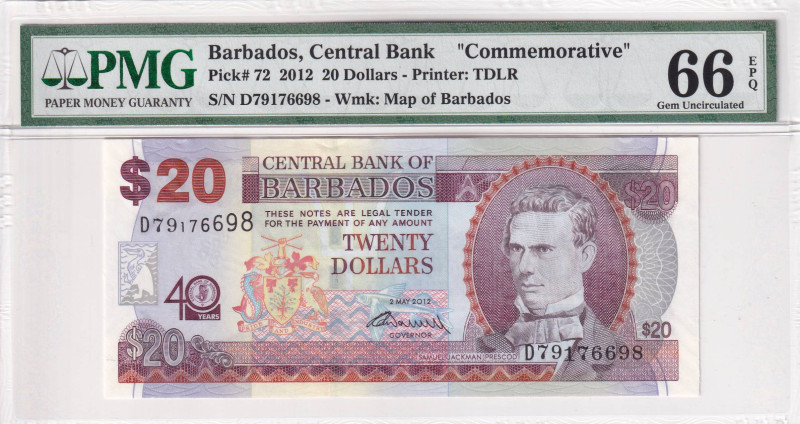 PMG
PAPER MONEY GUARANTY
Barbados, Central Bank "Commemorative"
Pick# 72 2012 20 Dollars - Printer: TDLR
S/N D79176698 - Wmk: Map of Barbados
66 EPQ
Gem Uncirculated
$20
CENTRAL BANK OF
BARBADOS
$20
D79176698
THESE NOTES ARE LEGAL TENDER
FOR THE PAYMENT OF ANY AMOUNT
TWENTY
DOLLARS
40
YEARS
2 MAY 2012
GOVERNOR
$20
$20
SAMUEL JACKMAN PRESCOD
D79176698